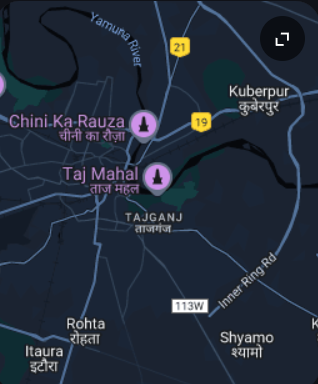 Yamuna River
21
Kuberpur
कुबेरपुर
Chini Ka Rauza
चीनी का रौज़ा
19
Taj Mahal
ताज महल
TAJGANJ
ताजगंज
Inner Ring Rd
113W
Rohta
रोहता
Shyamo
श्यामो
Itaura
इटौरा
K